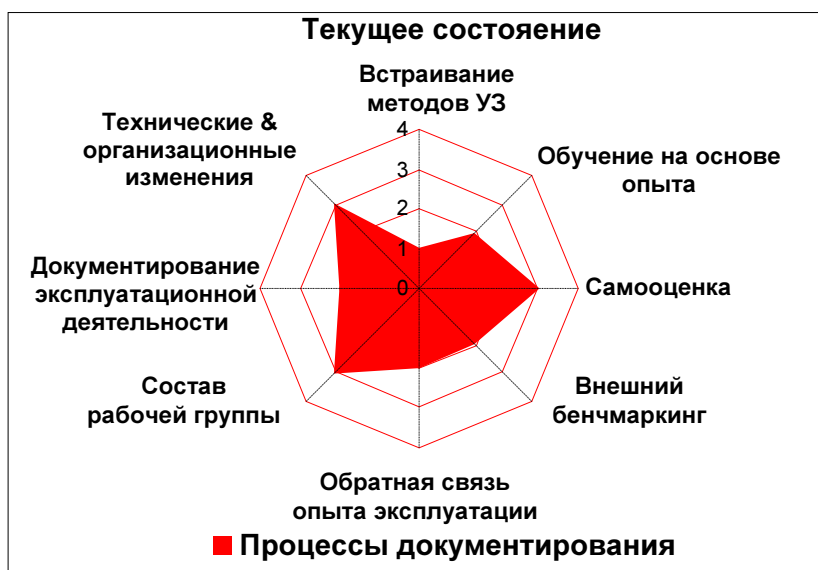 Текущее состояение
Встраивание
методов УЗ
Технические &
организационные
изменения
Обучение на основе
опыта
4
3
2
1
0
Документирование
эксплуатационной
деятельности
Самооценка
Состав
рабочей группы
Внешний
бенчмаркинг
Обратная связь
опыта эксплуатации
Процессы документирования